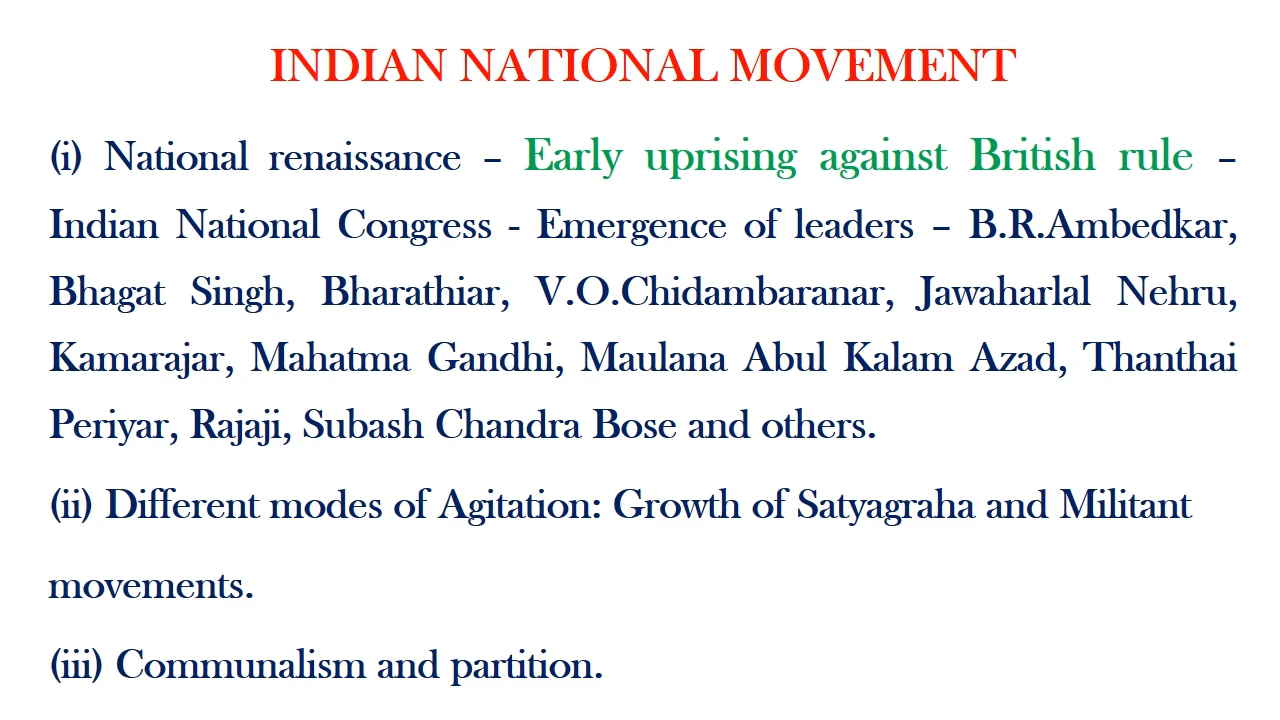 INDIAN NATIONAL MOVEMENT
(i) National renaissance – Early uprising against British rule –
Indian National Congress - Emergence of leaders – B.R.Ambedkar,
Bhagat Singh, Bharathiar, V.O.Chidambaranar, Jawaharlal Nehru,
Kamarajar, Mahatma Gandhi, Maulana Abul Kalam Azad, Thanthai
Periyar, Rajaji, Subash Chandra Bose and others.
(ii) Different modes of Agitation: Growth of Satyagraha and Militant
movements.
(iii) Communalism and partition.